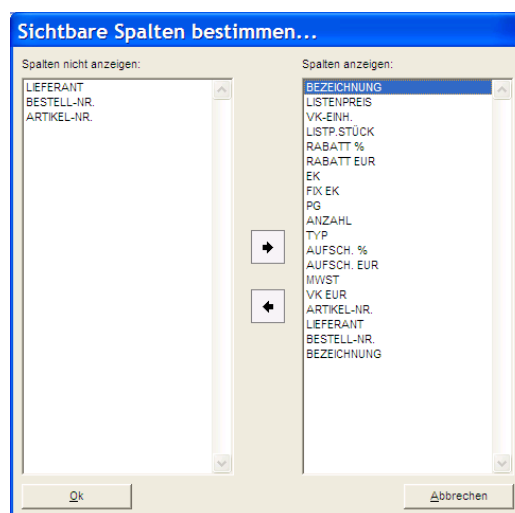 Sichtbare Spalten bestimmen...
Spalten nicht anzeigen:
LIEFERANT
BESTELL-NR.
ARTIKEL-NR.
Spalten anzeigen:
BEZEICHNUNG
LISTENPREIS
VK-EINH.
LISTP.STÜCK
RABATT %
RABATT EUR
EK
FIX EK
PG
ANZAHL
TYP
AUFSCH. %
AUFSCH. EUR
MWST
VK EUR
ARTIKEL-NR.
LIEFERANT
BESTELL-NR.
BEZEICHNUNG
Ok
Abbrechen